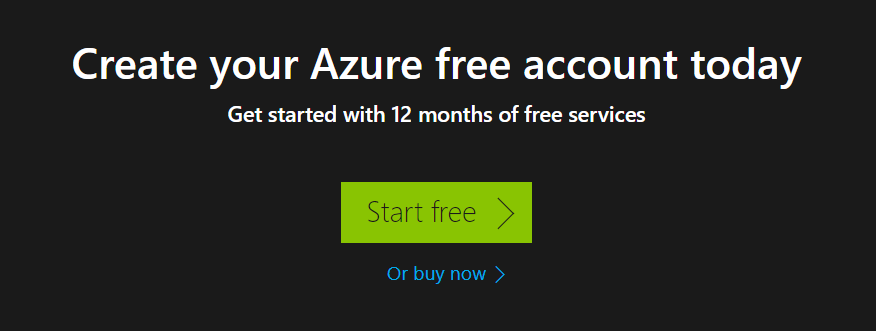 Create your Azure free account today
Get started with 12 months of free services
Start free
Or buy now